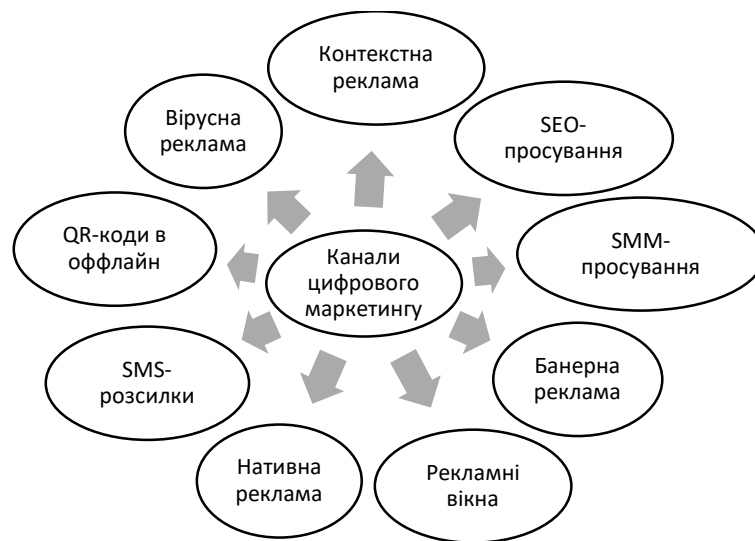 Контекстна
реклама
SEO-
просування
SMM-
просування
Банерна
реклама
Рекламні
вікна
Нативна
реклама
SMS-
розсилки
QR-коди в
оффлайн
Вірусна
реклама
Канали
цифрового
маркетингу